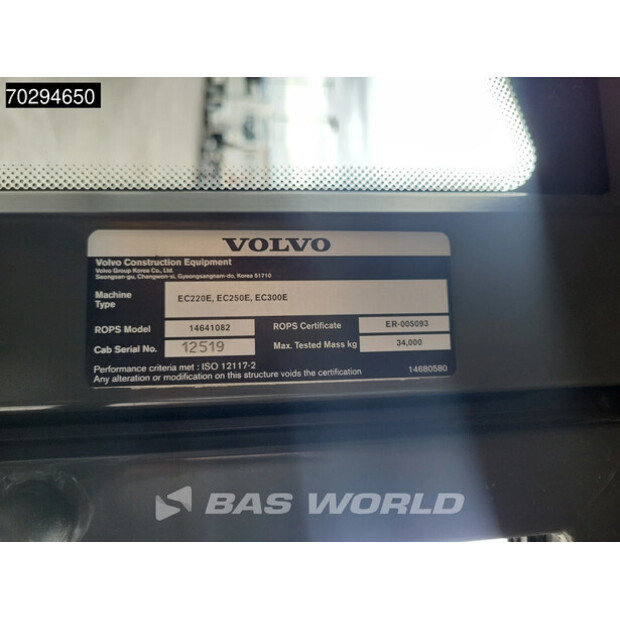 70294650
VOLVO
Volvo Construction Equipment
Volvo Group Korea Co., Ltd.
Seongsan-gu, Changwon-si, Gyeongsangnam-do, Korea 51710
Machine Type EC220E, EC250E, EC300E
ROPS Model 14641082 ROPS Certificate ER-005093
Cab Serial No. 12519 Max. Tested Mass kg 34,000
Performance criteria met : ISO 12117-2
Any alteration or modification on this structure voids the certification 14680580
BAS WORLD